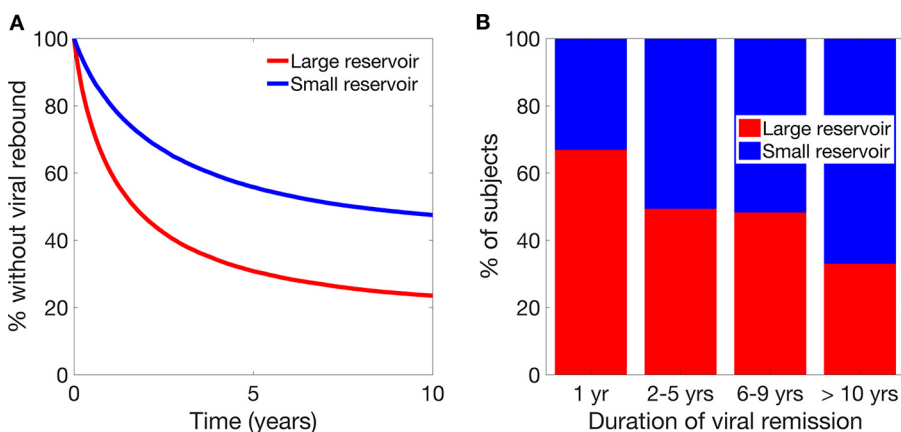 A
% without viral rebound
100
80
60
40
20
0
Large reservoir
Small reservoir
0
5
10
Time (years)
B
% of subjects
100
80
60
40
20
0
Large reservoir
Small reservoir
1 yr
2-5 yrs
6-9 yrs
> 10 yrs
Duration of viral remission